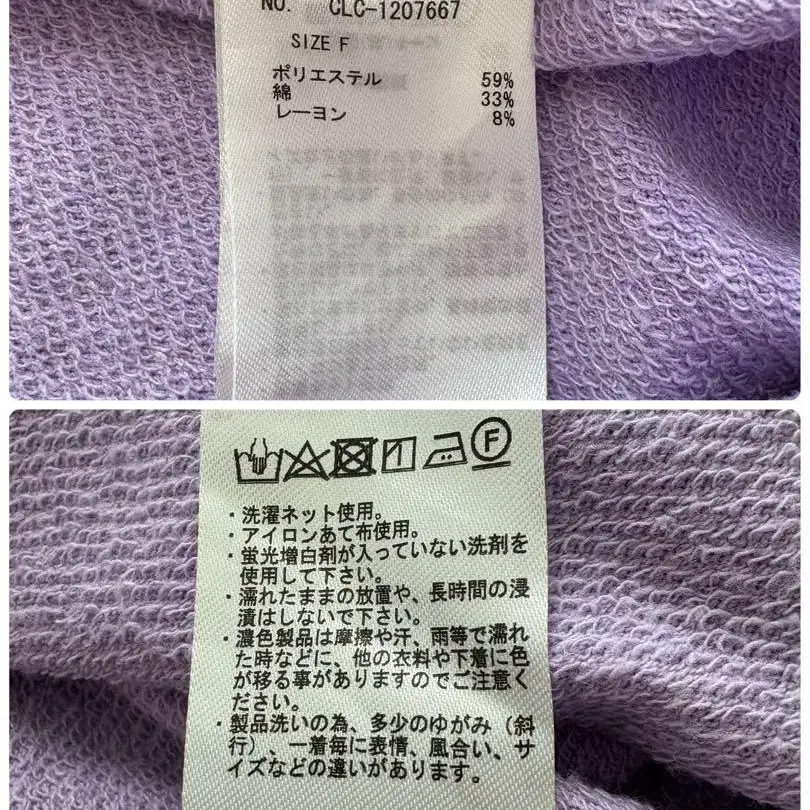 NO. CLC-1207667
SIZE F
ポリエステル 59%
綿 33%
レーヨン 8%
F
・洗濯ネット使用。
・アイロンあて布使用。
・蛍光増白剤が入っていない洗剤を
使用して下さい。
・濡れたままの放置や、長時間の浸
漬はしないで下さい。
・濃色製品は摩擦や汗、雨等で濡れ
た時などに、他の衣料や下着に色
が移る事がありますのでご注意く
ださい。
・製品洗いの為、多少のゆがみ（斜
行）、一着毎に表情、風合い、サ
イズなどの違いがあります。